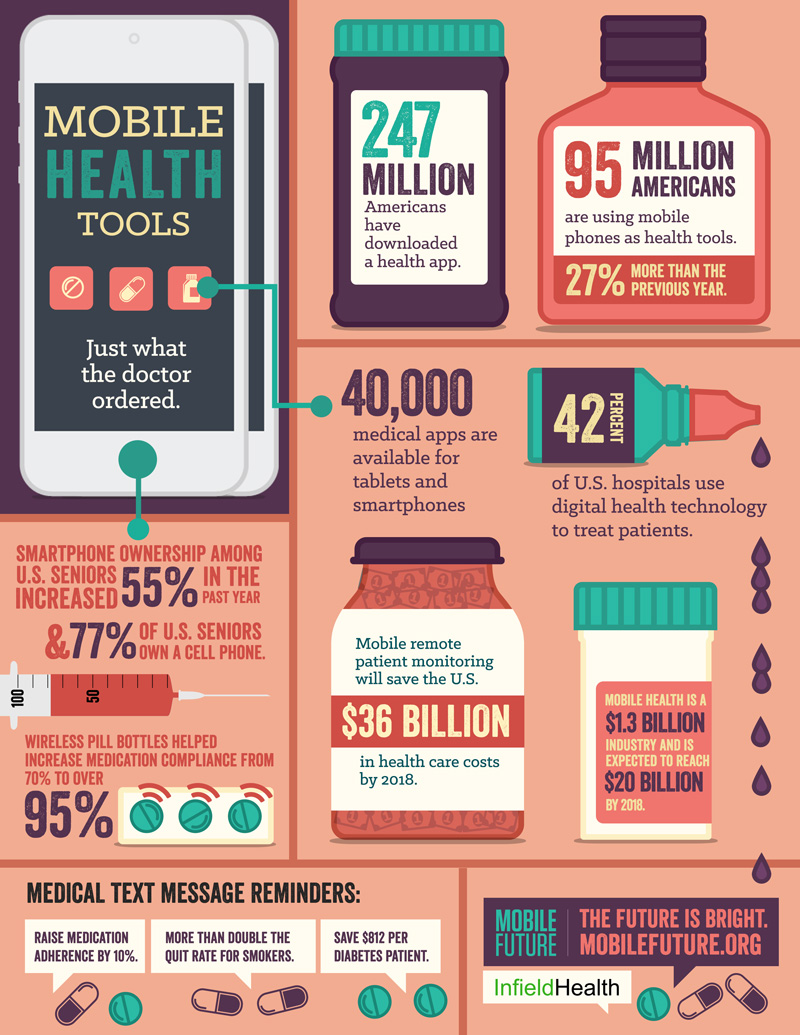 MOBILE
HEALTH
TOOLS
Just what
the doctor
ordered.
247
MILLION
Americans
have
downloaded
a health app.
95 MILLION
AMERICANS
are using mobile
phones as health tools.
27% MORE THAN THE
PREVIOUS YEAR.
40,000
medical apps are
available for
tablets and
smartphones
42 PERCENT
of U.S. hospitals use
digital health technology
to treat patients.
SMARTPHONE OWNERSHIP AMONG
U.S. SENIORS
INCREASED 55% IN THE
PAST YEAR
&77% OF U.S. SENIORS
OWN A CELL PHONE.
100
50
WIRELESS PILL BOTTLES HELPED
INCREASE MEDICATION COMPLIANCE FROM
70% TO OVER
95%
Mobile remote
patient monitoring
will save the U.S.
$36 BILLION
in health care costs
by 2018.
MOBILE HEALTH IS A
$1.3 BILLION
INDUSTRY AND IS
EXPECTED TO REACH
$20 BILLION
BY 2018.
MEDICAL TEXT MESSAGE REMINDERS:
RAISE MEDICATION
ADHERENCE BY 10%.
MORE THAN DOUBLE THE
QUIT RATE FOR SMOKERS.
SAVE $812 PER
DIABETES PATIENT.
MOBILE
FUTURE
THE FUTURE IS BRIGHT.
MOBILEFUTURE.ORG
InfieldHealth